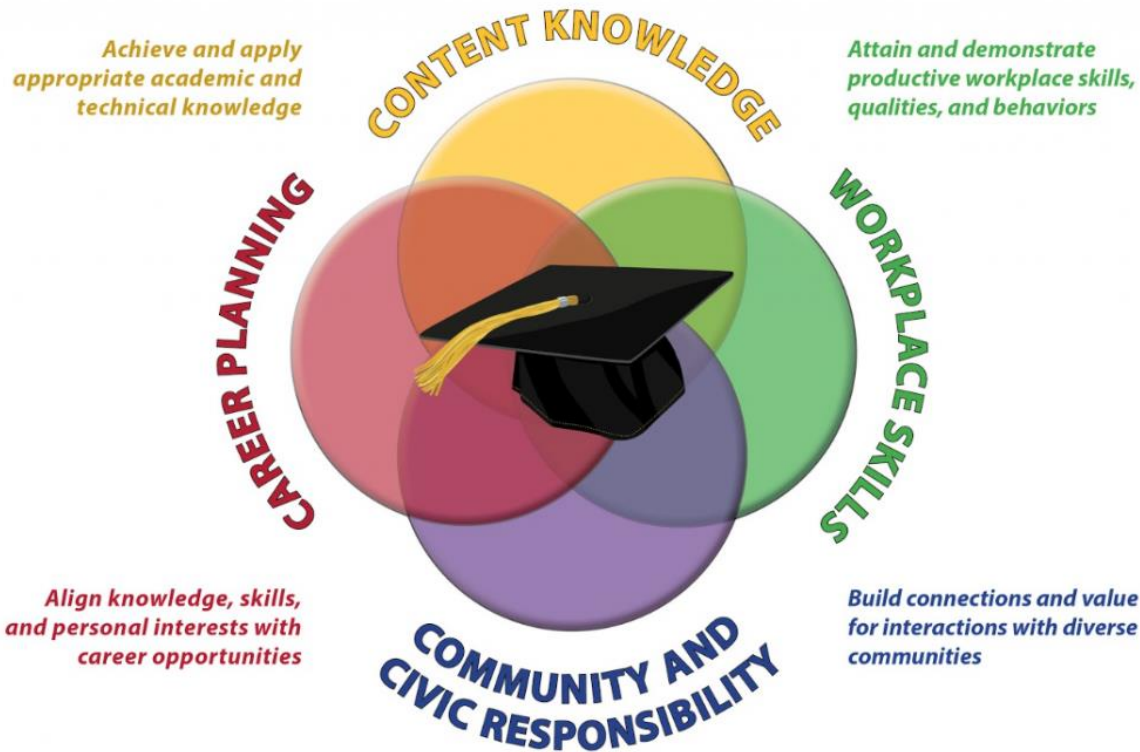 CONTENT KNOWLEDGE
Achieve and apply
appropriate academic and
technical knowledge
Attain and demonstrate
productive workplace skills,
qualities, and behaviors
CAREER PLANNING
WORKPLACE SKILLS
Align knowledge, skills,
and personal interests with
career opportunities
Build connections and value
for interactions with diverse
communities
COMMUNITY AND
CIVIC RESPONSIBILITY